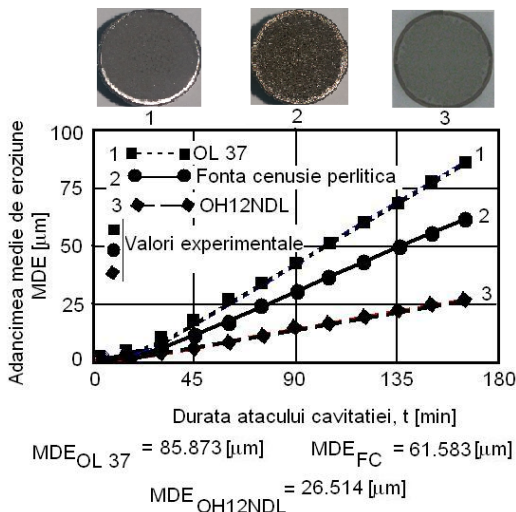 1 2 3
Adancimea medie de eroziune
MDE [µm]
100
75
50
25
0
1 OL 37
2 Fonta cenusie perlitica
3 OH12NDL
Valori experimentale
1
2
3
0 45 90 135 180
Durata atacului cavitatiei, t [min]
MDE OL 37 = 85.873 [µm] MDE FC = 61.583 [µm]
MDE OH12NDL = 26.514 [µm]